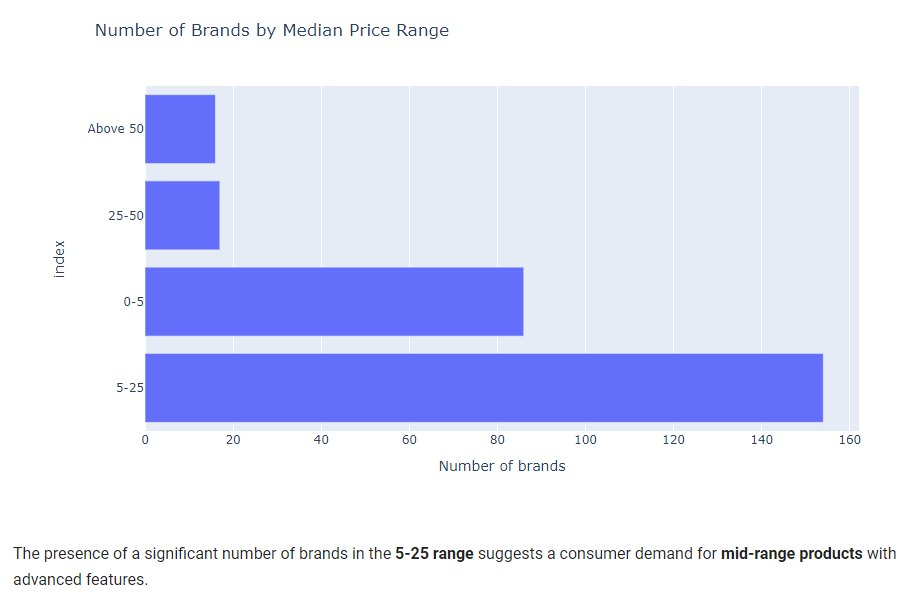 Number of Brands by Median Price Range
Above 50
25-50
0-5
5-25
index
0 20 40 60 80 100 120 140 160
Number of brands
The presence of a significant number of brands in the 5-25 range suggests a consumer demand for mid-range products with
advanced features.